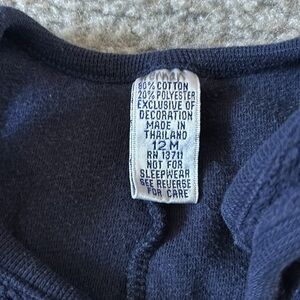 80% COTTON
20% POLYESTER
EXCLUSIVE OF
DECORATION
MADE IN
THAILAND
12 M
RN 13711
NOT FOR
SLEEPWEAR
SEE REVERSE
FOR CARE